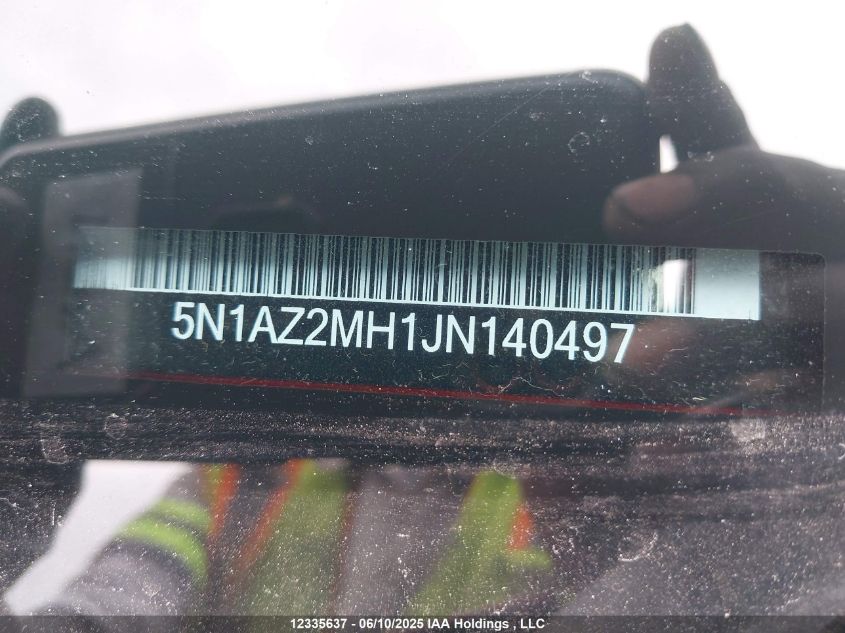 5N1AZ2MH1JN140497
12335637 - 06/10/2025 IAA Holdings , LLC